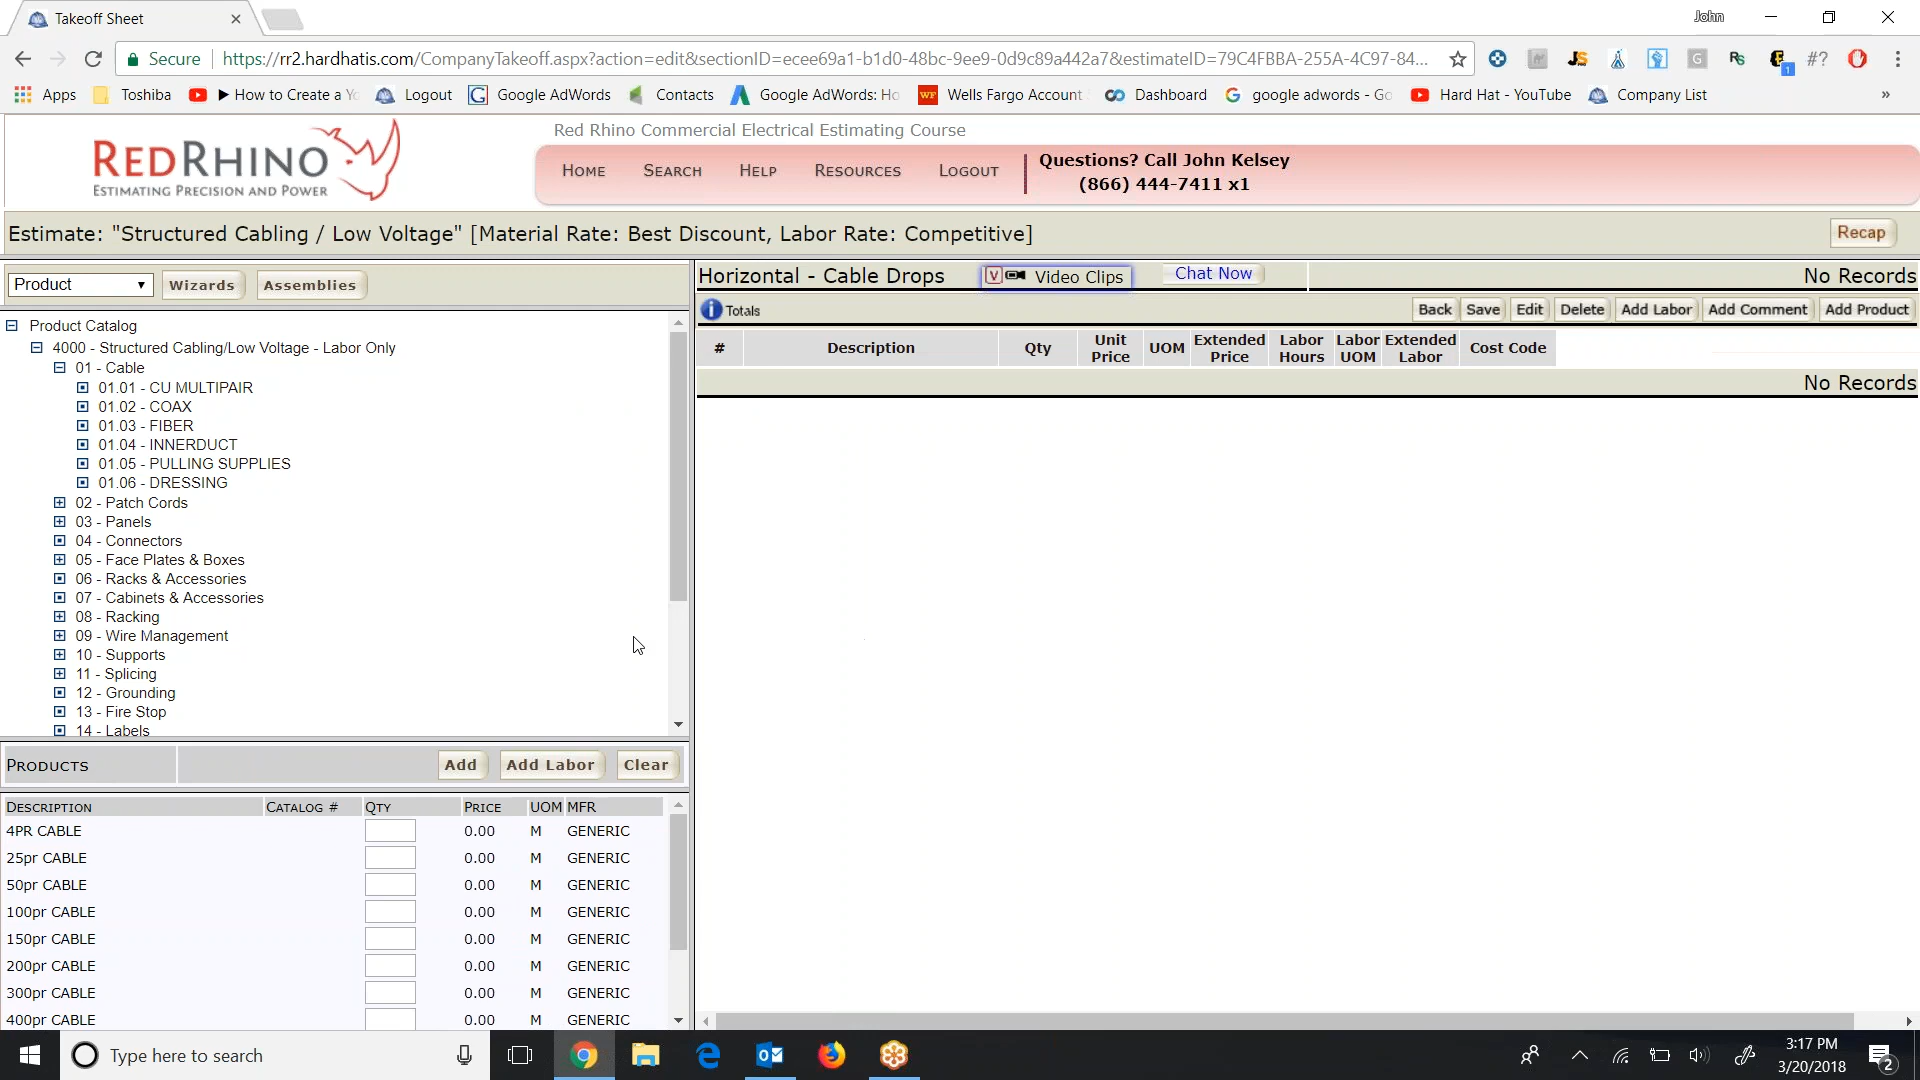 Takeoff Sheet
John
Secure
https://rr2.hardhatis.com/CompanyTakeoff.aspx?action=edit&sectionID=ecee69a1-b1d0-48bc-9ee9-0d9c89a442a7&estimateID=79C4FBBA-255A-4C97-84...
Apps Toshiba ▶ How to Create a Yo Logout Google AdWords Contacts Google AdWords: Ho Wells Fargo Account Dashboard google adwords - Go Hard Hat - YouTube Company List »
RED RHINO
ESTIMATING PRECISION AND POWER
Red Rhino Commercial Electrical Estimating Course
HOME SEARCH HELP RESOURCES LOGOUT
Questions? Call John Kelsey
(866) 444-7411 x1
Estimate: "Structured Cabling / Low Voltage" [Material Rate: Best Discount, Labor Rate: Competitive]
Recap
Product Wizards Assemblies
Product Catalog
4000 - Structured Cabling/Low Voltage - Labor Only
01 - Cable
01.01 - CU MULTIPAIR
01.02 - COAX
01.03 - FIBER
01.04 - INNERDUCT
01.05 - PULLING SUPPLIES
01.06 - DRESSING
02 - Patch Cords
03 - Panels
04 - Connectors
05 - Face Plates & Boxes
06 - Racks & Accessories
07 - Cabinets & Accessories
08 - Racking
09 - Wire Management
10 - Supports
11 - Splicing
12 - Grounding
13 - Fire Stop
14 - Labels
PRODUCTS Add Add Labor Clear
DESCRIPTION CATALOG # QTY PRICE UOM MFR
4PR CABLE 0.00 M GENERIC
25pr CABLE 0.00 M GENERIC
50pr CABLE 0.00 M GENERIC
100pr CABLE 0.00 M GENERIC
150pr CABLE 0.00 M GENERIC
200pr CABLE 0.00 M GENERIC
300pr CABLE 0.00 M GENERIC
400pr CABLE 0.00 M GENERIC
Horizontal - Cable Drops V Video Clips Chat Now No Records
Totals Back Save Edit Delete Add Labor Add Comment Add Product
# Description Qty Unit Price UOM Extended Price Labor Hours Labor UOM Extended Labor Cost Code
No Records
Type here to search
3:17 PM
3/20/2018
2